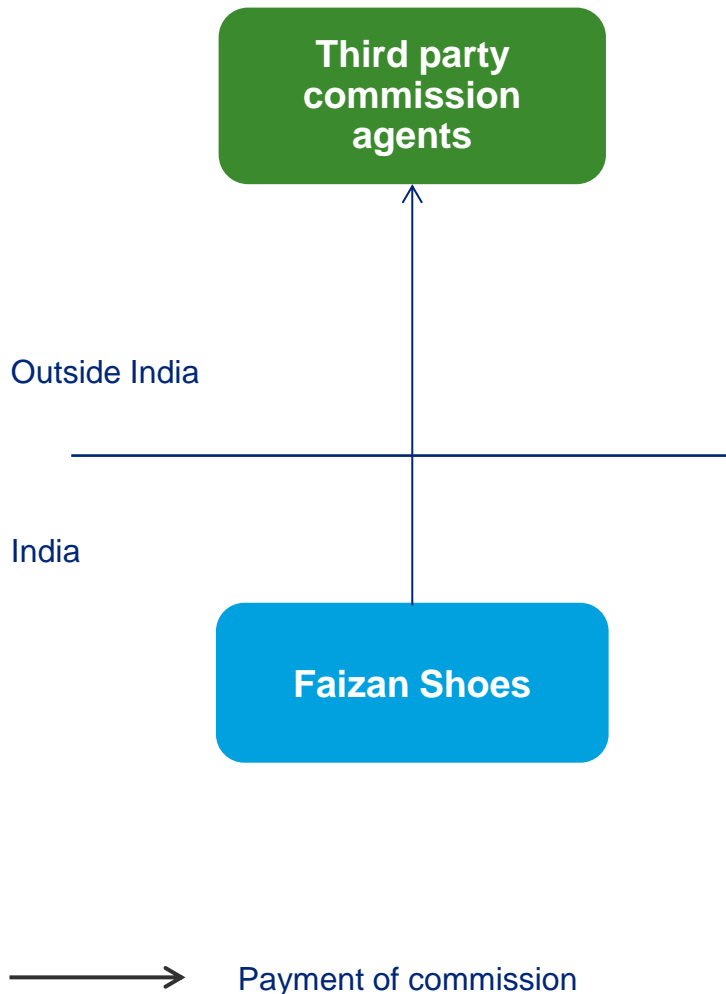 Third party
commission
agents
Outside India
India
Faizan Shoes
Payment of commission